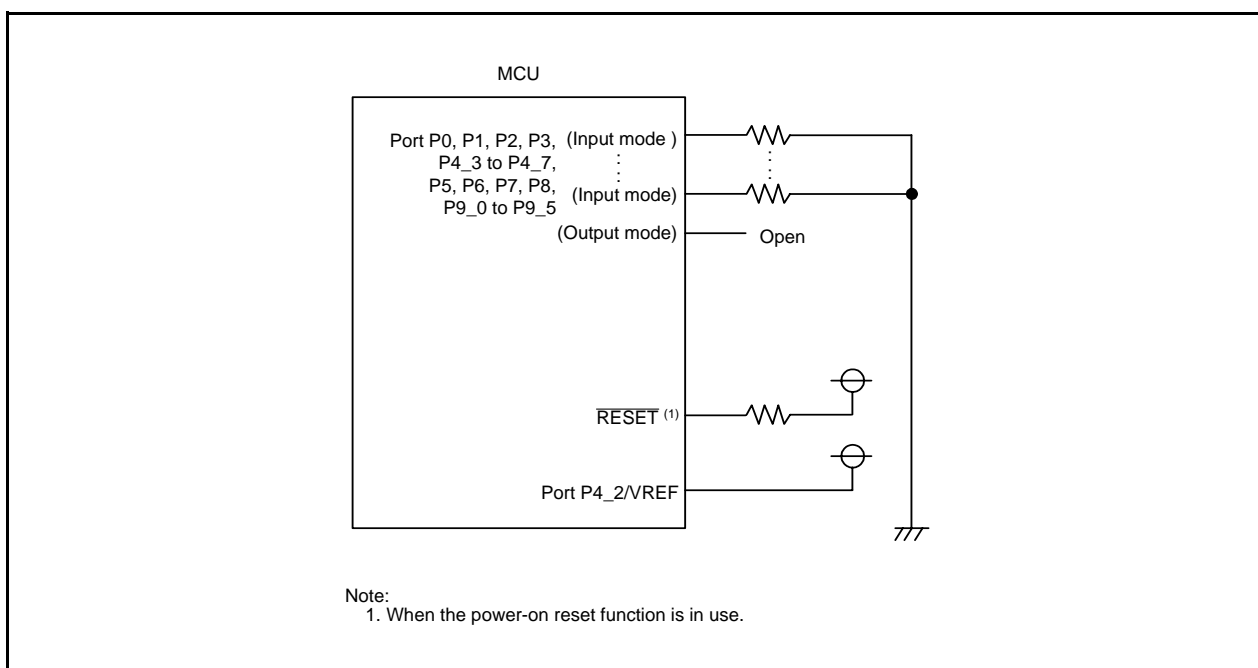 MCU
Port P0, P1, P2, P3, (Input mode )
P4_3 to P4_7,
P5, P6, P7, P8, (Input mode)
P9_0 to P9_5
(Output mode) Open
RESET (1)
Port P4_2/VREF
Note:
1. When the power-on reset function is in use.